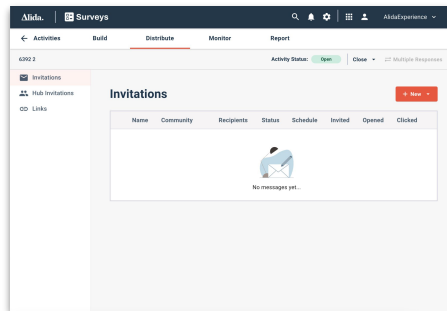 Alida. Surveys AlidaExperience
Activities Build Distribute Monitor Report
6392 2 Activity Status: Open Close Multiple Responses
Invitations
Hub Invitations
Links
Invitations
+ New
Name Community Recipients Status Schedule Invited Opened Clicked
No messages yet...